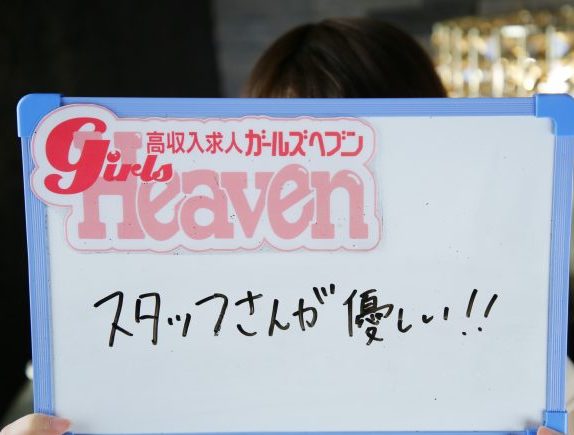 高収入求人 ガールズヘブン
Girls Heaven
スタッフさんが優しい!!